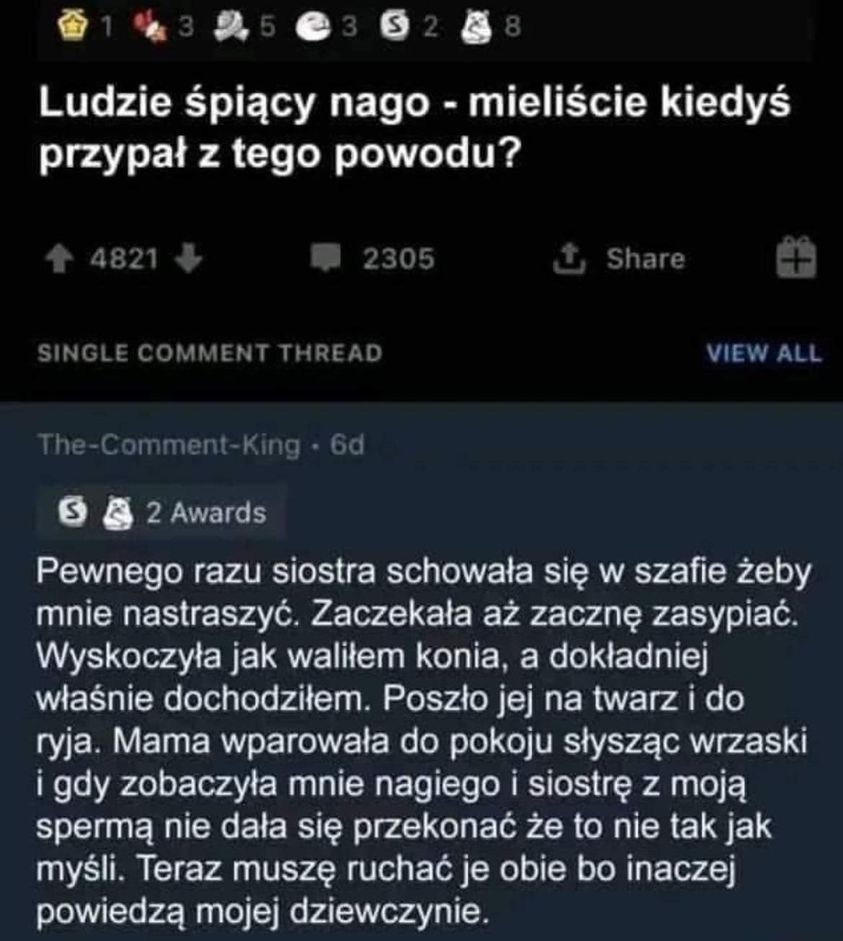 1 3 5 3 2 8
Ludzie śpiący nago - mieliście kiedyś
przypał z tego powodu?
4821 2305 Share
SINGLE COMMENT THREAD VIEW ALL
The-Comment-King • 6d
S 2 Awards
Pewnego razu siostra schowała się w szafie żeby
mnie nastraszyć. Zaczekała aż zacznę zasypiać.
Wyskoczyła jak waliłem konia, a dokładniej
właśnie dochodziłem. Poszło jej na twarz i do
ryja. Mama wparowała do pokoju słysząc wrzaski
i gdy zobaczyła mnie nagiego i siostrę z moją
spermą nie dała się przekonać że to nie tak jak
myśli. Teraz muszę ruchać je obie bo inaczej
powiedzą mojej dziewczynie.